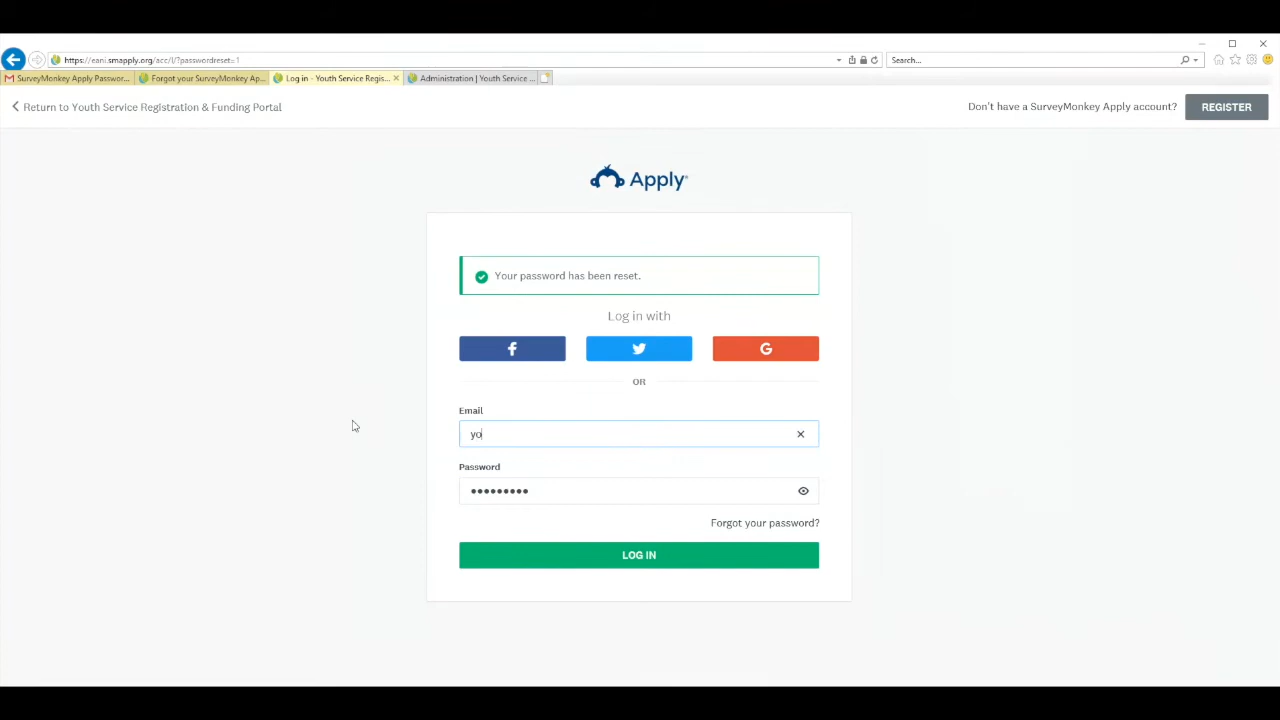 https://eani.smapply.org/acc/l/?passwordreset=1
Search...
SurveyMonkey Apply Passwor...
Forgot your SurveyMonkey Ap...
Log in - Youth Service Regis...
Administration | Youth Service ...
Return to Youth Service Registration & Funding Portal
Don't have a SurveyMonkey Apply account?
REGISTER
Apply
Your password has been reset.
Log in with
OR
Email
yo
Password
Forgot your password?
LOG IN